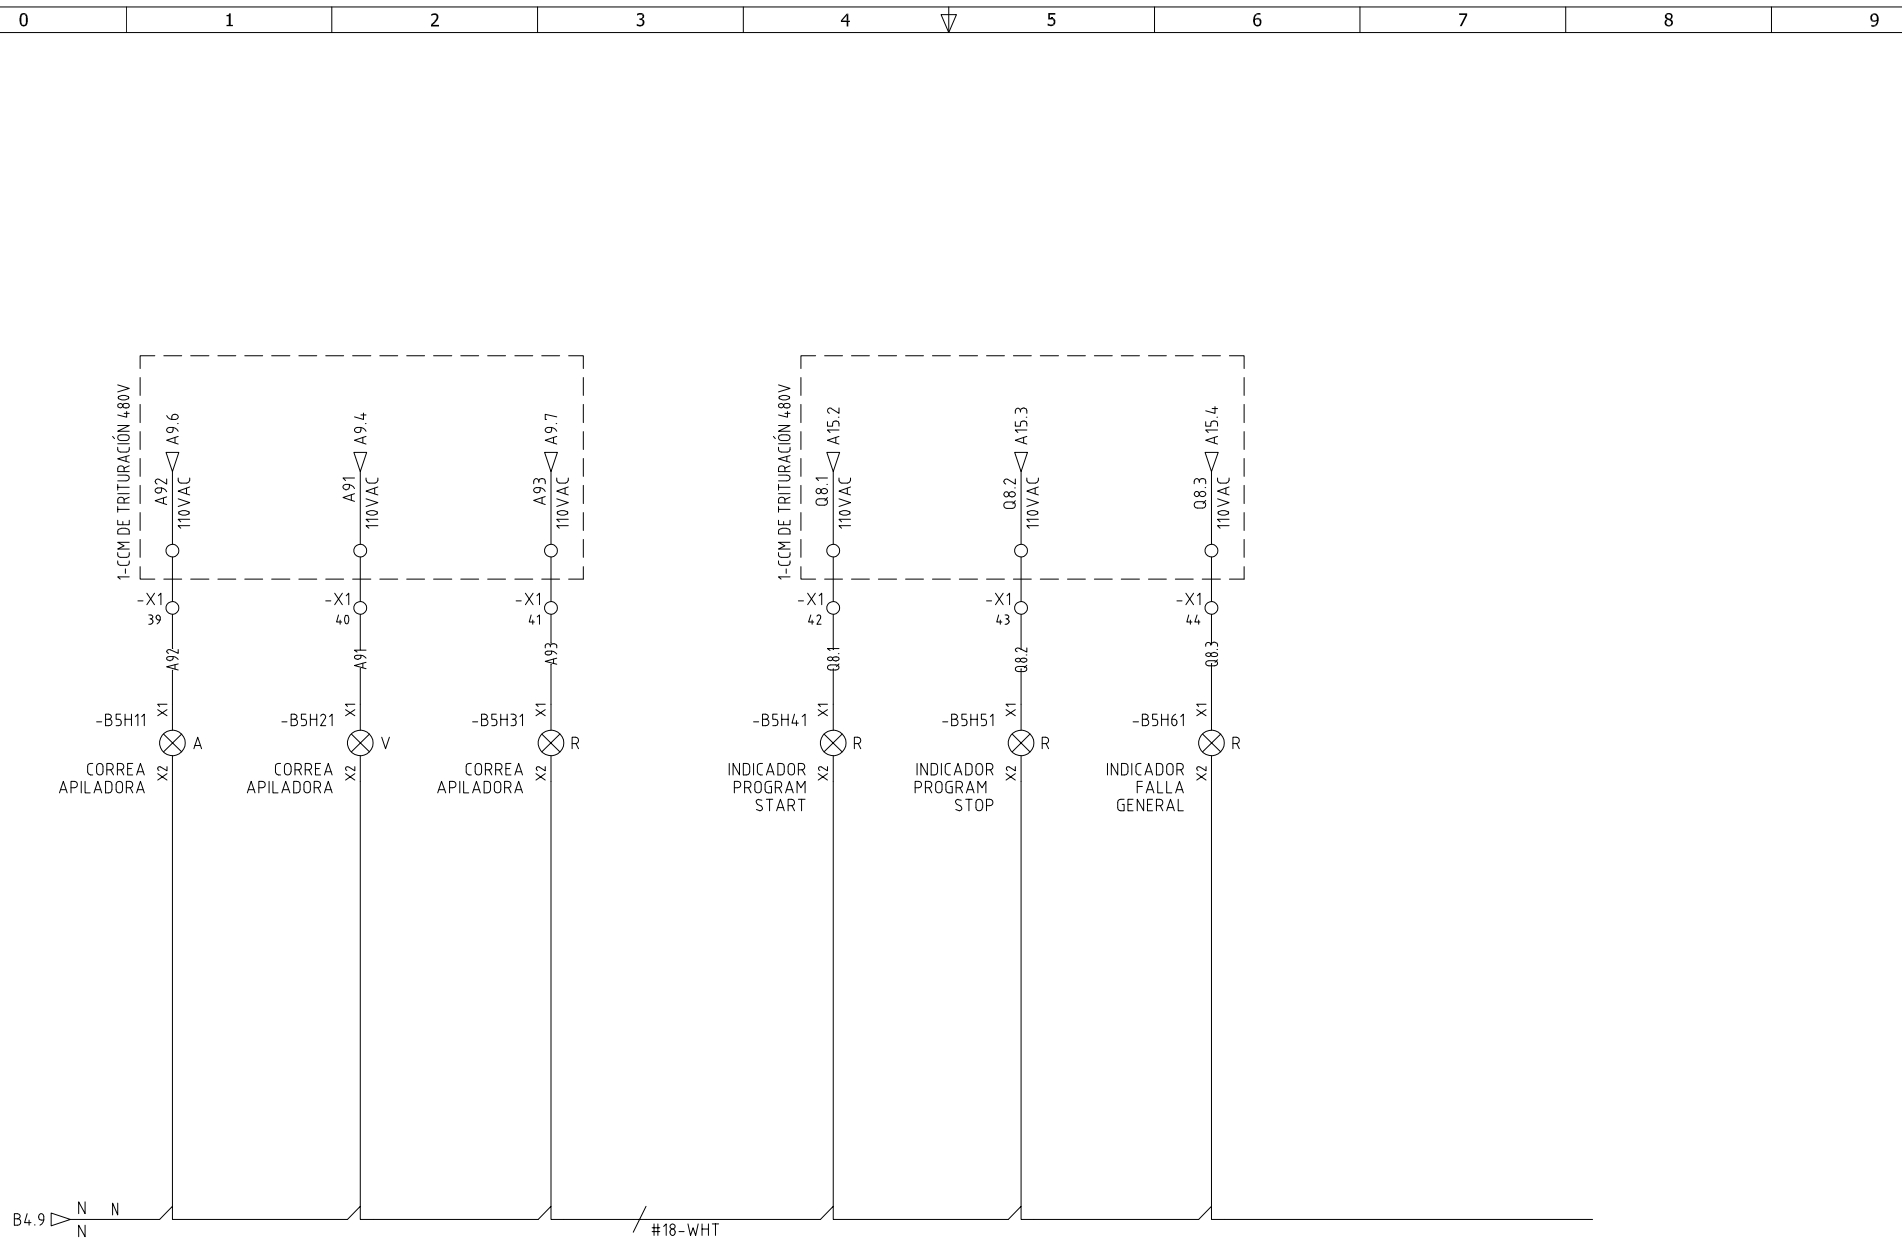 0 1 2 3 4 5 6 7 8 9
1-CCM DE TRITURACIÓN 480V
A9.6
A92
110VAC
A9.4
A91
110VAC
A9.7
A93
110VAC
1-CCM DE TRITURACIÓN 480V
A15.2
Q8.1
110VAC
A15.3
Q8.2
110VAC
A15.4
Q8.3
110VAC
-X1 -X1 -X1 -X1 -X1 -X1
39 40 41 42 43 44
A92 A91 A93 Q8.1 Q8.2 Q8.3
-B5H11 X1
A
CORREA X2
APILADORA
-B5H21 X1
V
CORREA X2
APILADORA
-B5H31 X1
R
CORREA X2
APILADORA
-B5H41 X1
R
INDICADOR X2
PROGRAM
START
-B5H51 X1
R
INDICADOR X2
PROGRAM
STOP
-B5H61 X1
R
INDICADOR X2
FALLA
GENERAL
N N
B4.9
N
#18-WHT